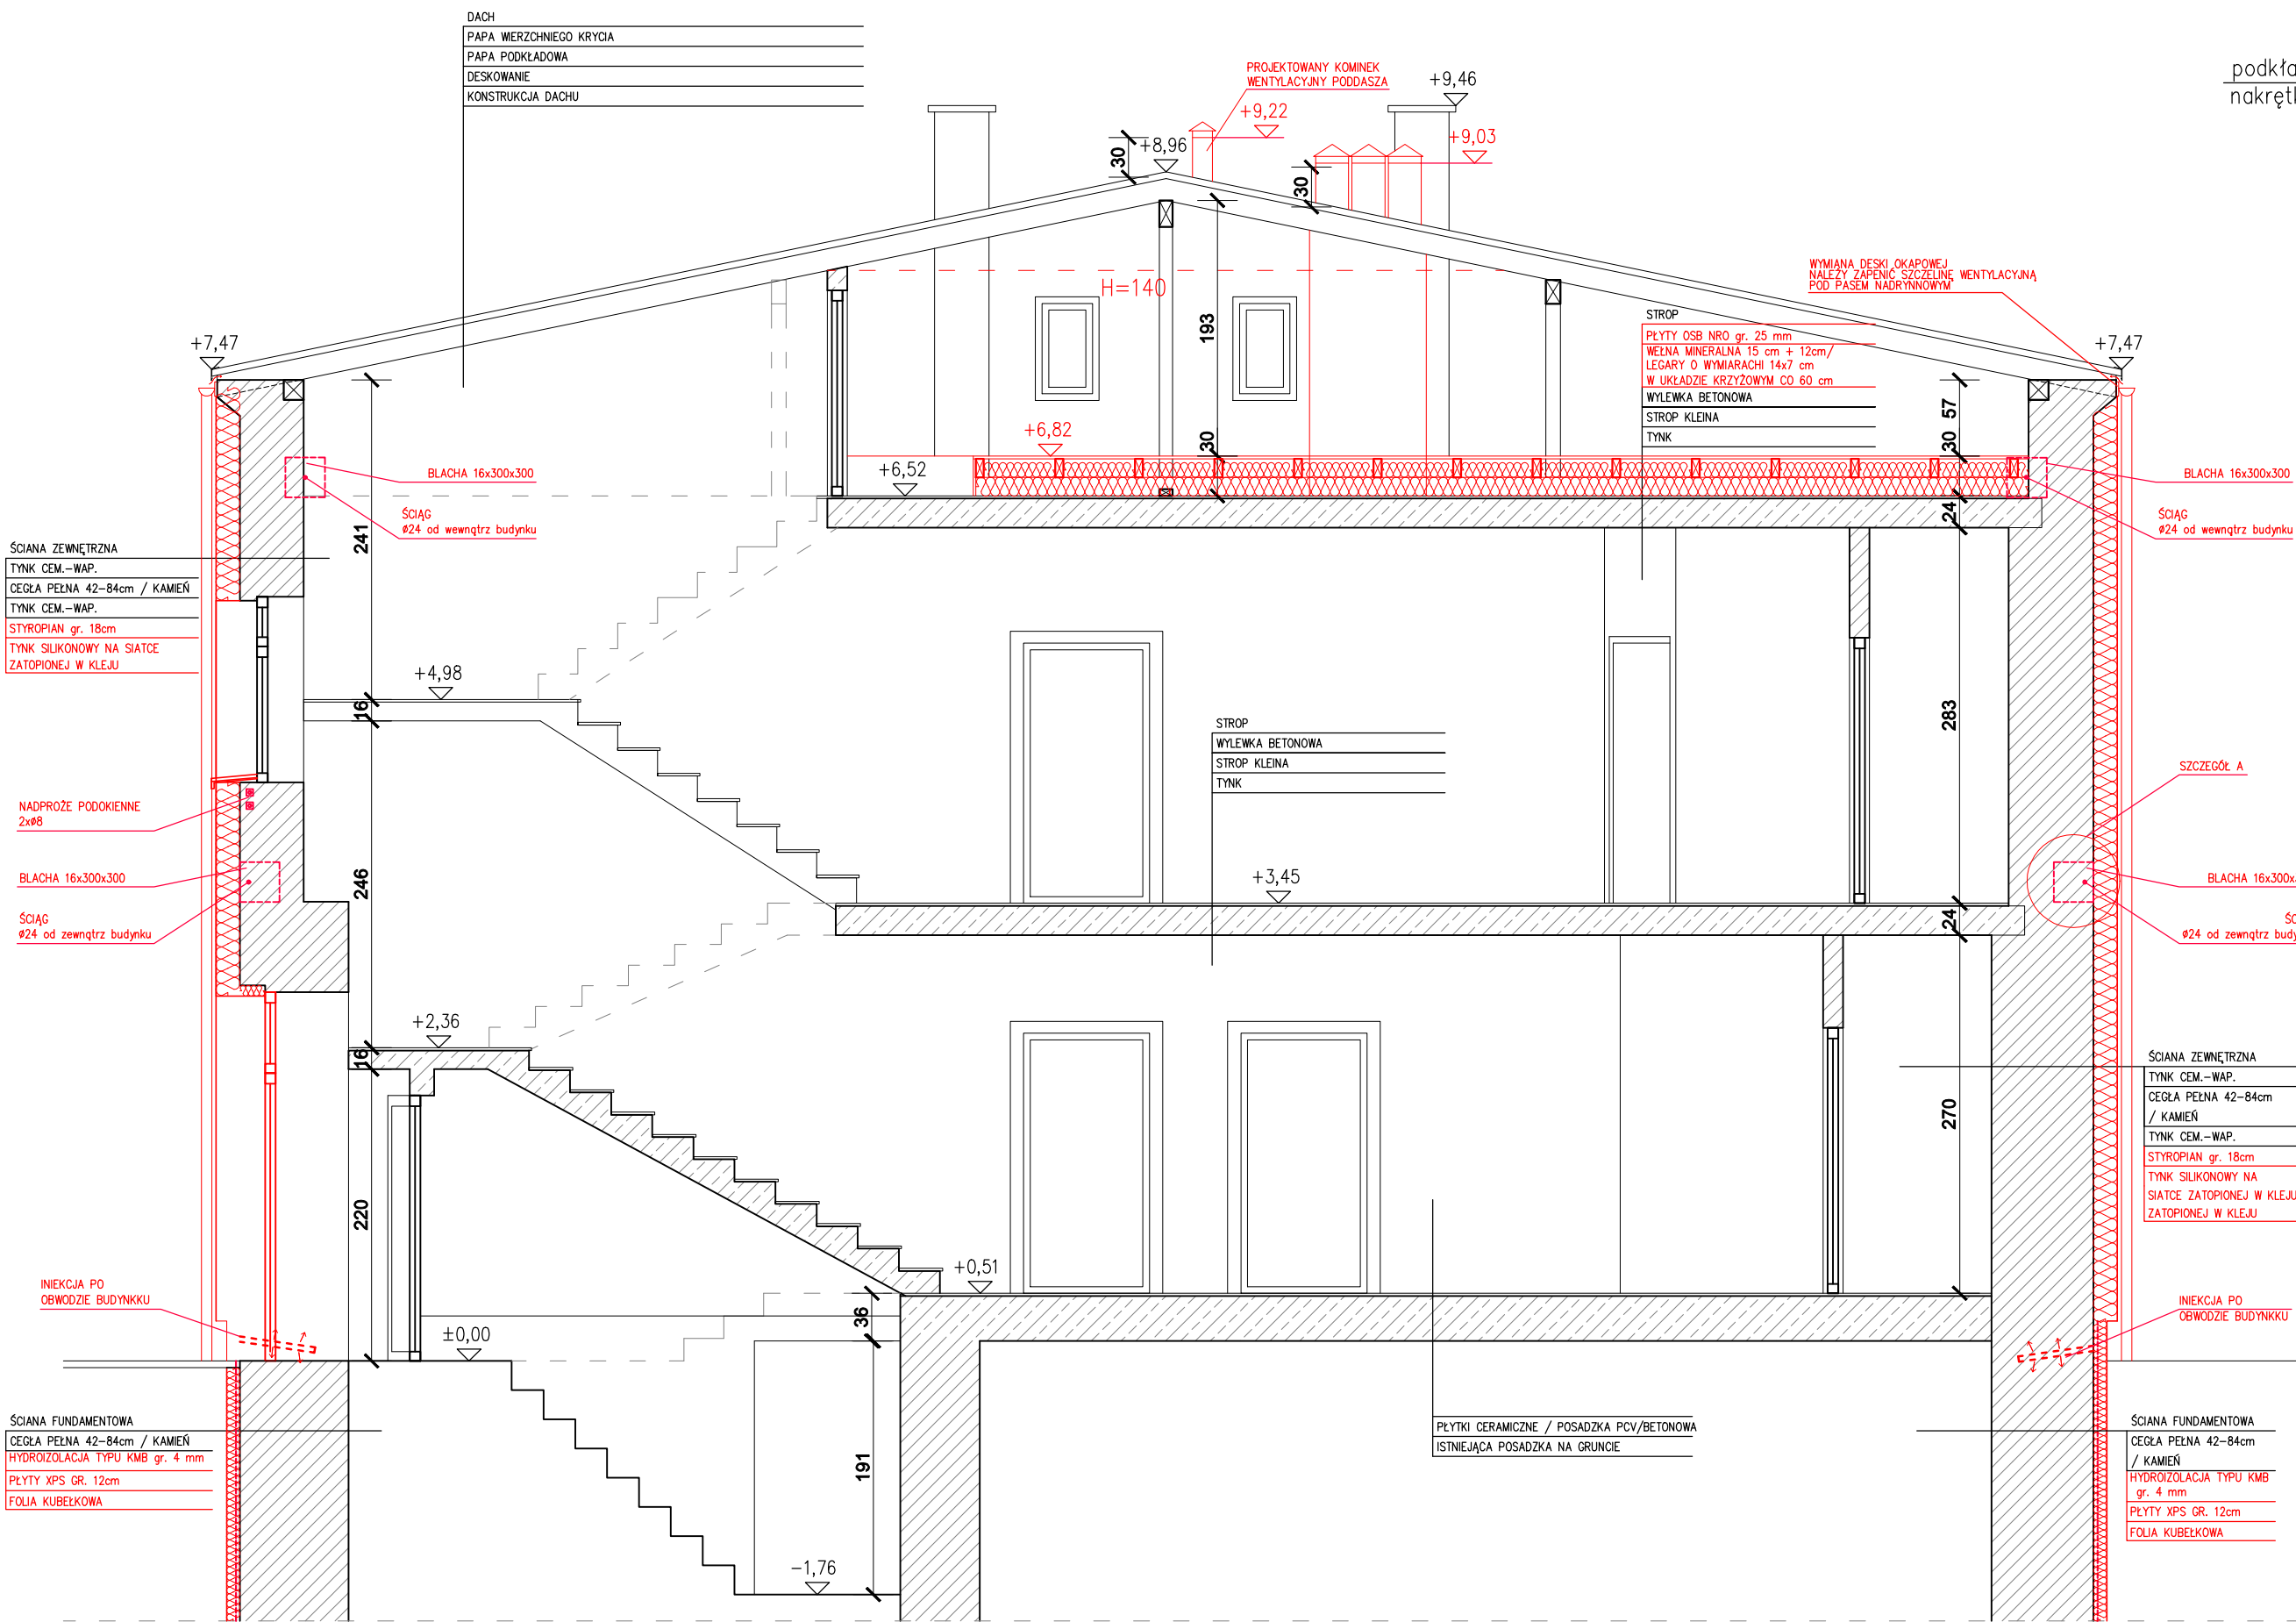 DACH
PAPA WIERZCHNIEGO KRYCIA
PAPA PODKŁADOWA
DESKOWANIE
KONSTRUKCJA DACHU
PROJEKTOWANY KOMINEK
WENTYLACYJNY PODDASZA
+9,46
+9,22
+9,03
+8,96
30
30
H=140
193
30
+7,47
+7,47
WYMIANA DESKI OKAPOWEJ
NALEŻY ZAPENIĆ SZCZELINĘ WENTYLACYJNĄ
POD PASEM NADRYNNOWYM
STROP
PŁYTY OSB NRO gr. 25 mm
WEŁNA MINERALNA 15 cm + 12cm/
LEGARY O WYMIARACHI 14x7 cm
W UKŁADZIE KRZYŻOWYM CO 60 cm
WYLEWKA BETONOWA
STROP KLEINA
TYNK
57
30
24
+6,82
+6,52
BLACHA 16x300x300
ŚCIĄG
ø24 od wewnątrz budynku
BLACHA 16x300x300
ŚCIĄG
ø24 od wewnątrz budynku
241
ŚCIANA ZEWNĘTRZNA
TYNK CEM.-WAP.
CEGŁA PEŁNA 42-84cm / KAMIEŃ
TYNK CEM.-WAP.
STYROPIAN gr. 18cm
TYNK SILIKONOWY NA SIATCE
ZATOPIONEJ W KLEJU
+4,98
16
283
STROP
WYLEWKA BETONOWA
STROP KLEINA
TYNK
SZCZEGÓŁ A
NADPROŻE PODOKIENNE
2xø8
BLACHA 16x300x300
ŚCIĄG
ø24 od zewnątrz budynku
246
+3,45
24
BLACHA 16x300x
ø24 od zewnątrz budy
+2,36
16
220
270
ŚCIANA ZEWNĘTRZNA
TYNK CEM.-WAP.
CEGŁA PEŁNA 42-84cm
/ KAMIEŃ
TYNK CEM.-WAP.
STYROPIAN gr. 18cm
TYNK SILIKONOWY NA
SIATCE ZATOPIONEJ W KLEJU
ZATOPIONEJ W KLEJU
+0,51
36
INIEKCJA PO
OBWODZIE BUDYNKKU
INIEKCJA PO
OBWODZIE BUDYNKKU
±0,00
191
-1,76
ŚCIANA FUNDAMENTOWA
CEGŁA PEŁNA 42-84cm / KAMIEŃ
HYDROIZOLACJA TYPU KMB gr. 4 mm
PŁYTY XPS GR. 12cm
FOLIA KUBEŁKOWA
PŁYTKI CERAMICZNE / POSADZKA PCV/BETONOWA
ISTNIEJĄCA POSADZKA NA GRUNCIE
ŚCIANA FUNDAMENTOWA
CEGŁA PEŁNA 42-84cm
/ KAMIEŃ
HYDROIZOLACJA TYPU KMB
gr. 4 mm
PŁYTY XPS GR. 12cm
FOLIA KUBEŁKOWA